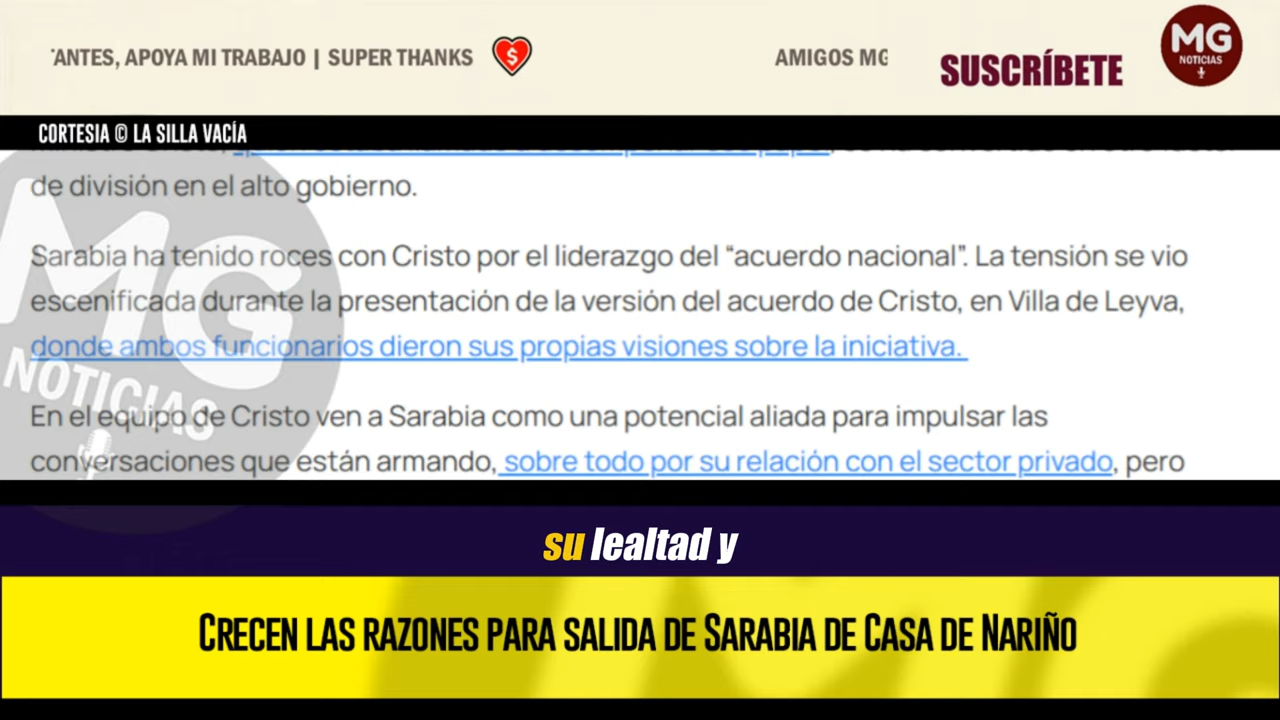 'ANTES, APOYA MI TRABAJO | SUPER THANKS
AMIGOS MG
SUSCRÍBETE
MG
NOTICIAS
CORTESIA © LA SILLA VACÍA
de división en el alto gobierno.
Sarabia ha tenido roces con Cristo por el liderazgo del “acuerdo nacional”. La tensión se vio
escenificada durante la presentación de la versión del acuerdo de Cristo, en Villa de Leyva,
donde ambos funcionarios dieron sus propias visiones sobre la iniciativa.
En el equipo de Cristo ven a Sarabia como una potencial aliada para impulsar las
conversaciones que están armando, sobre todo por su relación con el sector privado, pero
MG
NOTICIAS
su lealtad y
CRECEN LAS RAZONES PARA SALIDA DE SARABIA DE CASA DE NARIÑO